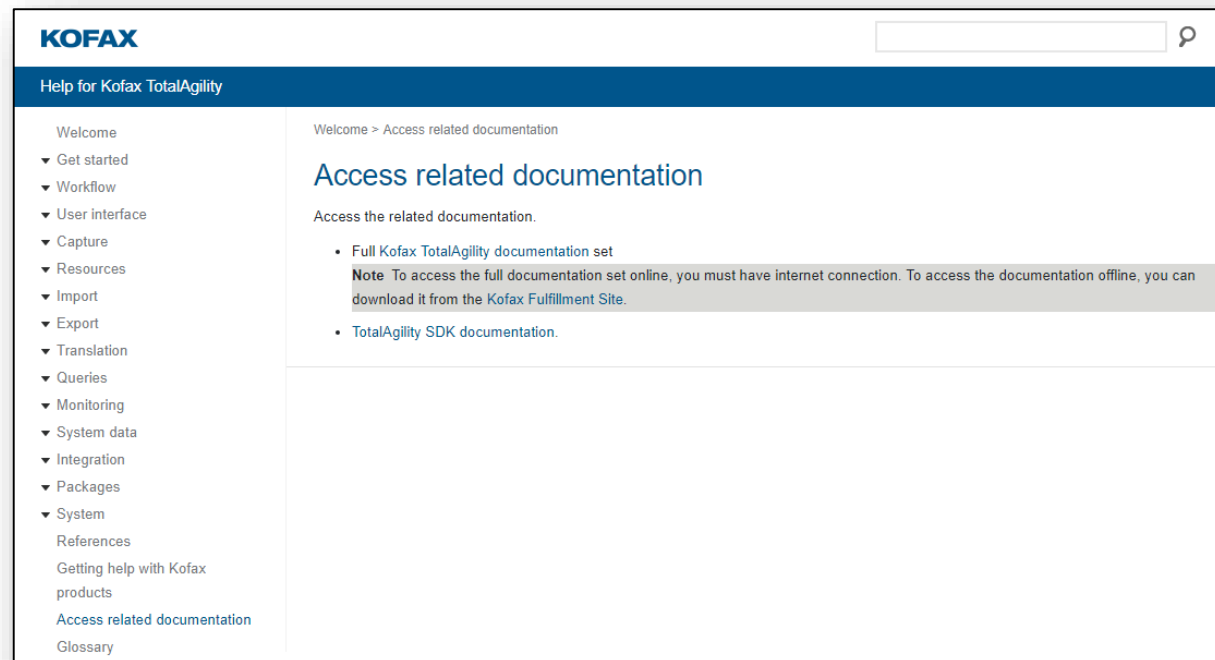 KOFAX
Help for Kofax TotalAgility
Welcome
Get started
Workflow
User interface
Capture
Resources
Import
Export
Translation
Queries
Monitoring
System data
Integration
Packages
System
References
Getting help with Kofax
products
Access related documentation
Glossary
Welcome > Access related documentation
Access related documentation
Access the related documentation.
• Full Kofax TotalAgility documentation set
Note To access the full documentation set online, you must have internet connection. To access the documentation offline, you can
download it from the Kofax Fulfillment Site.
• TotalAgility SDK documentation.